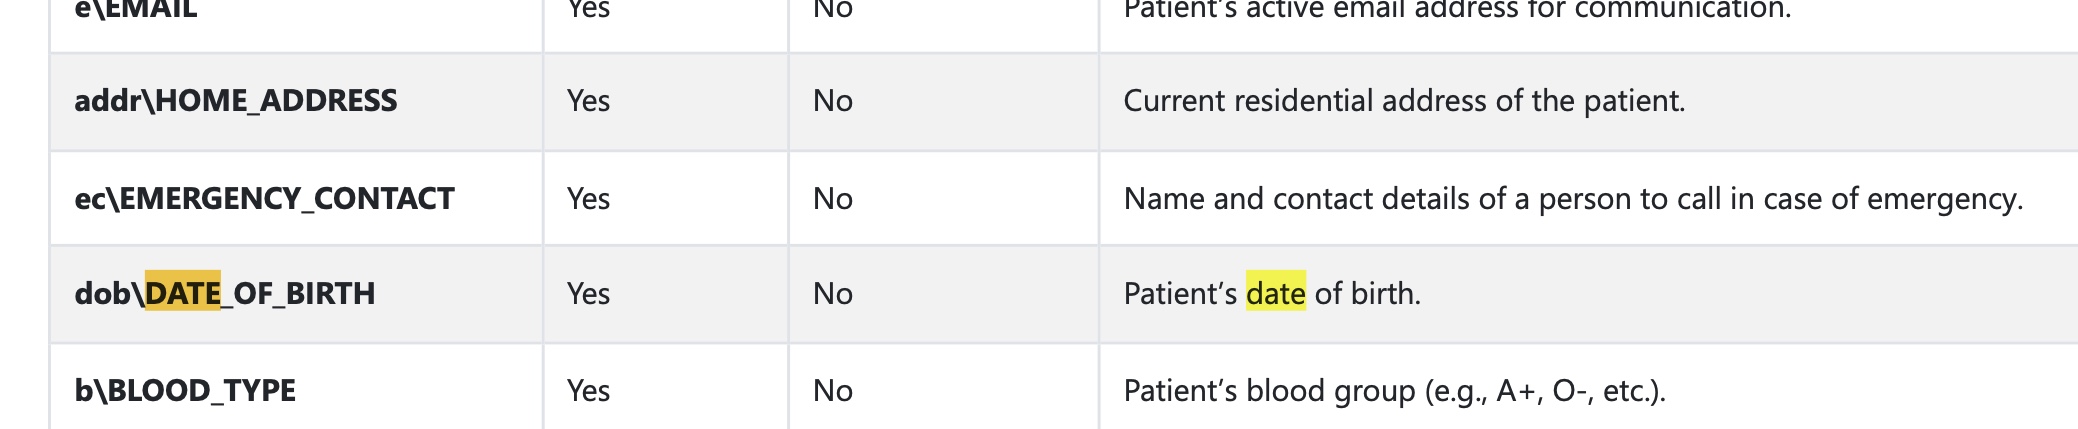 e\EMAIL Yes No Patient’s active email address for communication.
addr\HOME_ADDRESS Yes No Current residential address of the patient.
ec\EMERGENCY_CONTACT Yes No Name and contact details of a person to call in case of emergency.
dob\DATE_OF_BIRTH Yes No Patient’s date of birth.
b\BLOOD_TYPE Yes No Patient’s blood group (e.g., A+, O-, etc.).